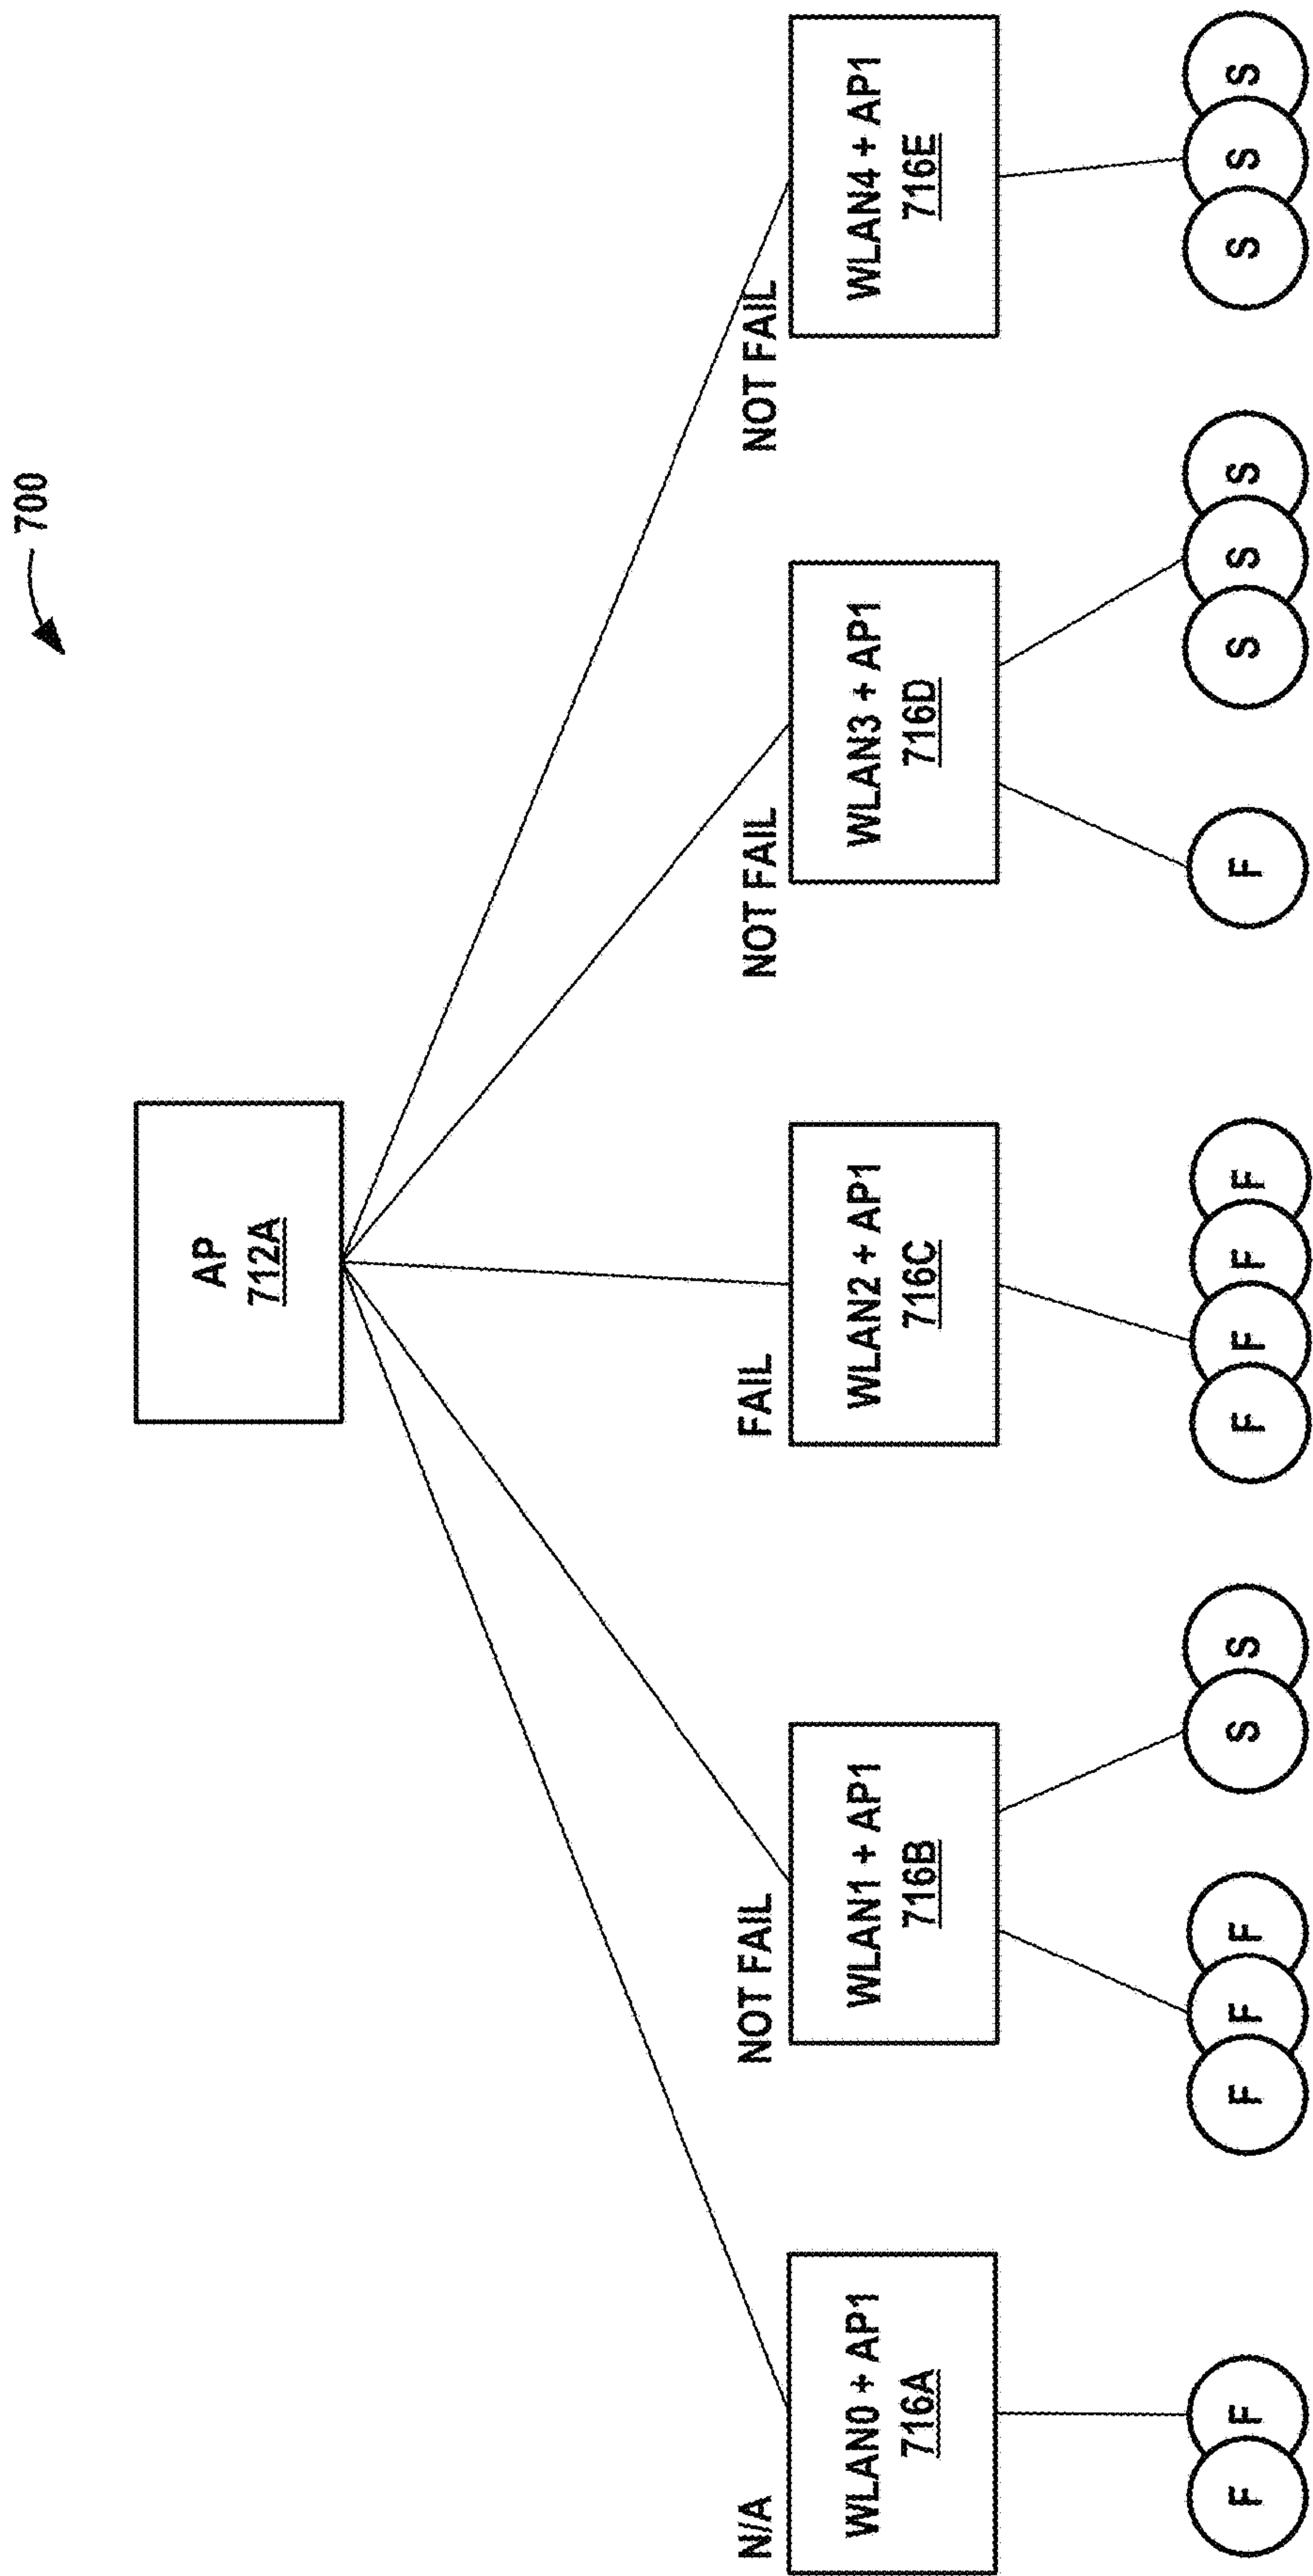 700
AP
712A
N/A
NOT FAIL
FAIL
NOT FAIL
NOT FAIL
WLAN0 + AP1
716A
WLAN1 + AP1
716B
WLAN2 + AP1
716C
WLAN3 + AP1
716D
WLAN4 + AP1
716E
F F
F F F
S S
F F F F
F
S S S
S S S